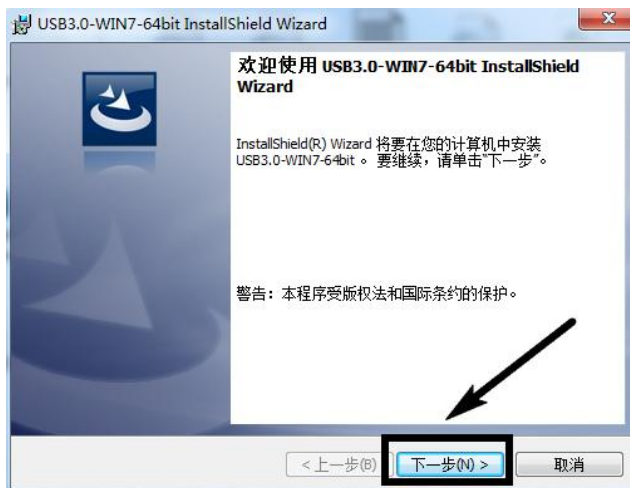 USB3.0-WIN7-64bit InstallShield Wizard
欢迎使用 USB3.0-WIN7-64bit InstallShield
Wizard
InstallShield(R) Wizard 将要在您的计算机中安装
USB3.0-WIN7-64bit 。 要继续，请单击"下一步"。
警告：本程序受版权法和国际条约的保护。
<上一步(B) 下一步(N) > 取消